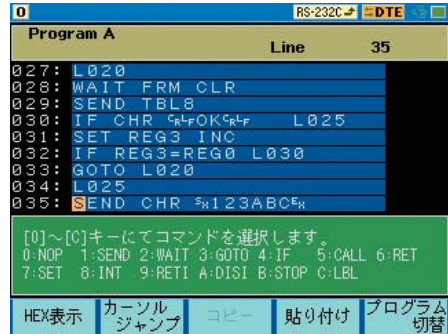 0 RS-232C DTE
Program A
Line 35
027: L020
028: WAIT FRM CLR
029: SEND TBL8
030: IF CHR CRLFOKCRLF L025
031: SET REG3 INC
032: IF REG3=REG0 L030
033: GOTO L020
034: L025
035: SEND CHR SX123ABCEX
[0]~[C]キーにてコマンドを選択します。
0:NOP 1:SEND 2:WAIT 3:GOTO 4:IF 5:CALL 6:RET
7:SET 8:INT 9:RETI A:DISI B:STOP C:LBL
HEX表示 カーソルジャンプ コピー 貼り付け プログラム切替